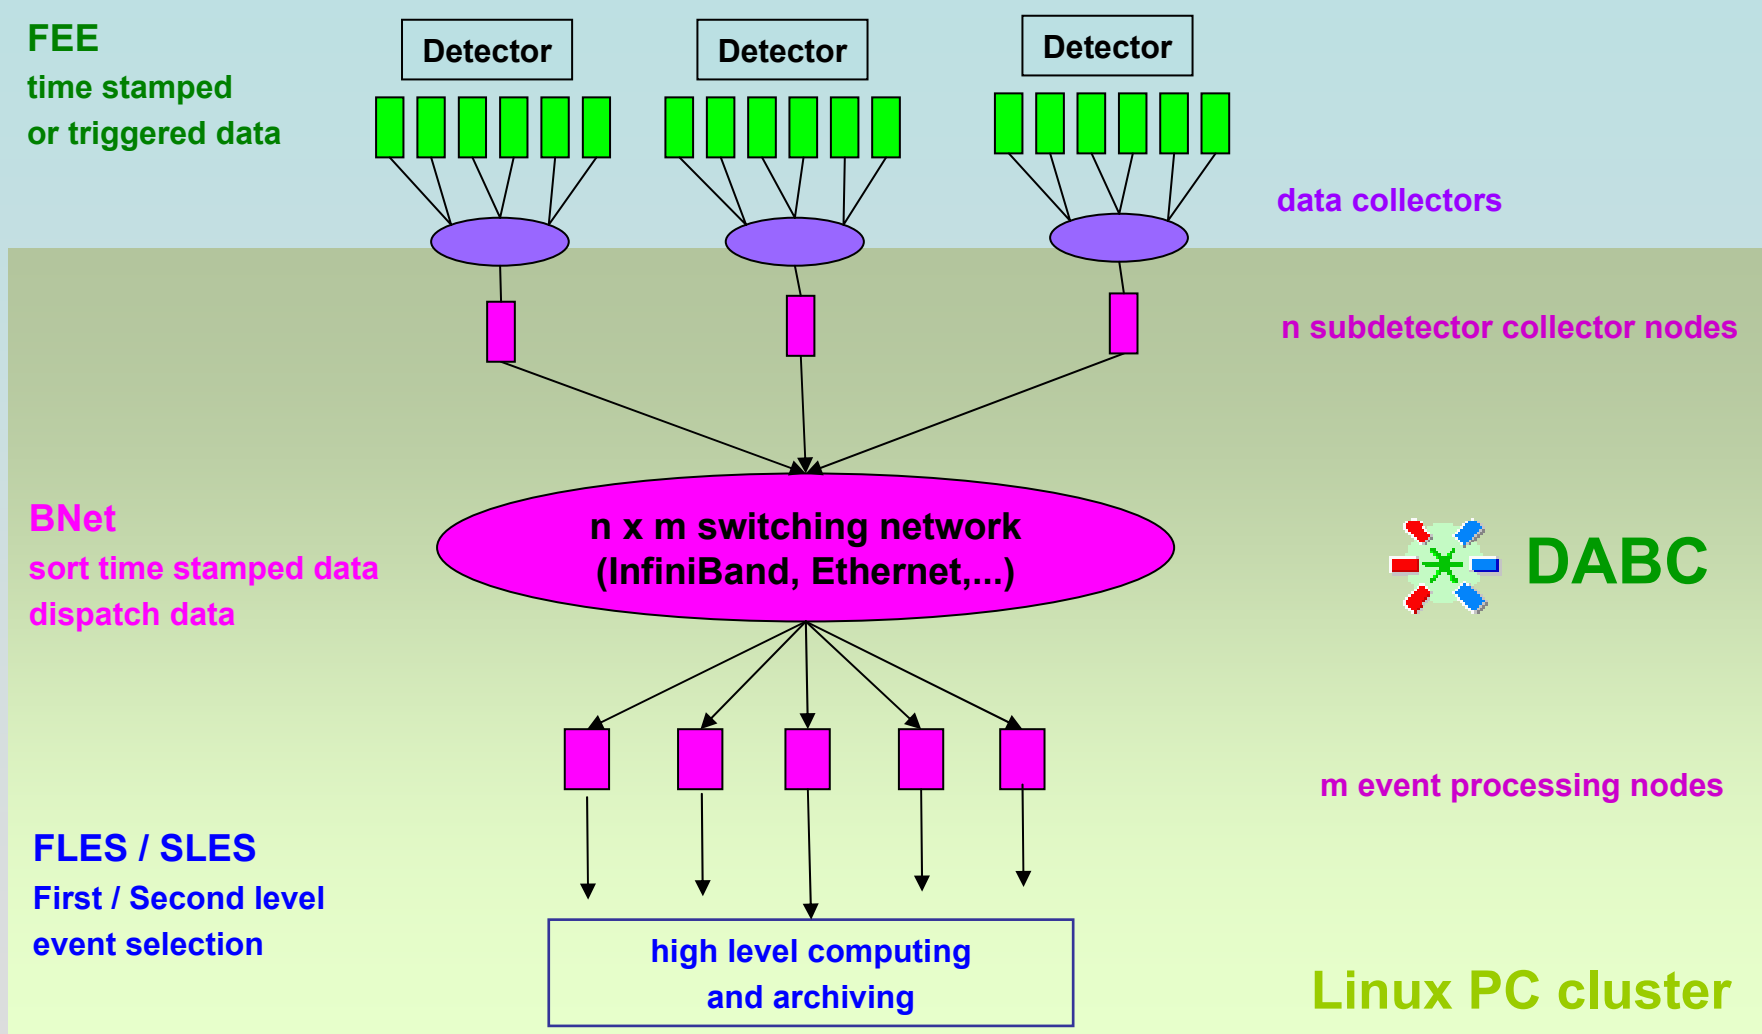 FEE
time stamped
or triggered data
Detector
Detector
Detector
data collectors
n subdetector collector nodes
BNet
sort time stamped data
dispatch data
n x m switching network
(InfiniBand, Ethernet,...)
DABC
m event processing nodes
FLES / SLES
First / Second level
event selection
high level computing
and archiving
Linux PC cluster